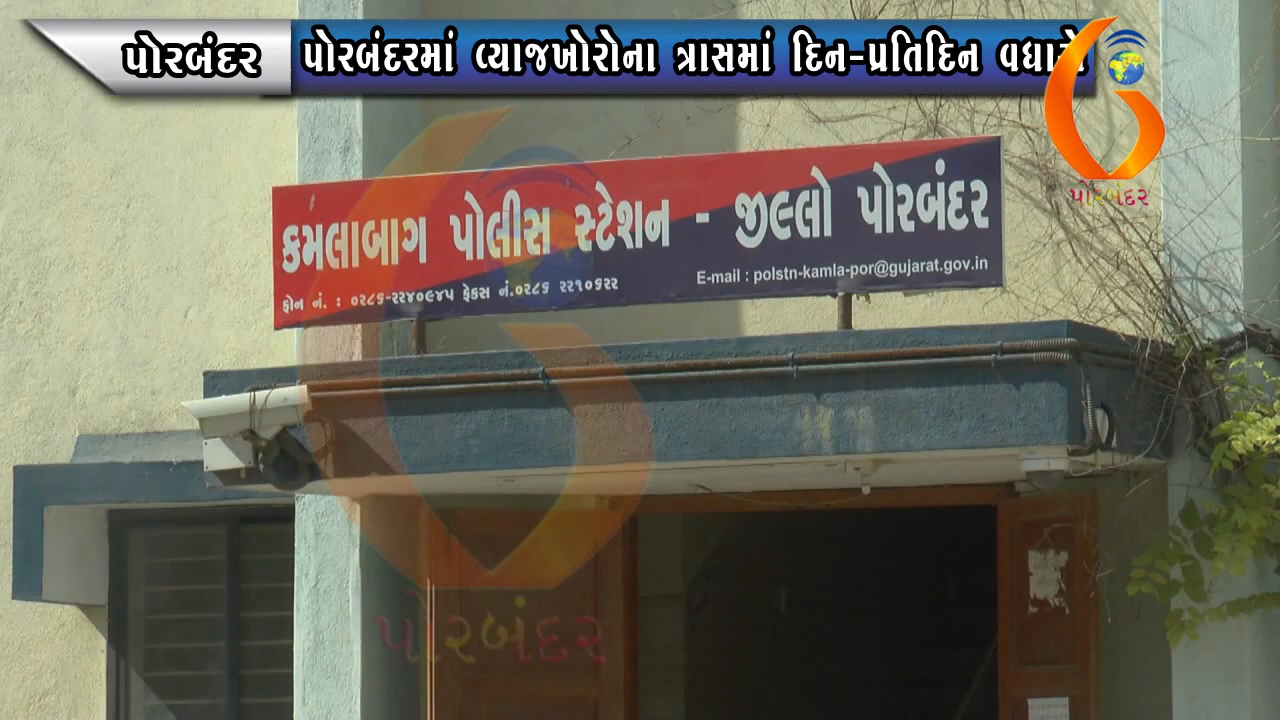 પોરબંદર
પોરબંદરમાં વ્યાજખોરોના ત્રાસમાં દિન-પ્રતિદિન વધારો
પોરબંદર
કમલાબાગ પોલીસ સ્ટેશન - જીલ્લો પોરબંદર
ફોન નં. : ૦૨૮૬-૨૨૪૦૯૪૫ ફેકસ નં.૦૨૮૬ ૨૨૧૦૬૨૨
E-mail : polstn-kamla-por@gujarat.gov.in
પોરબંદર